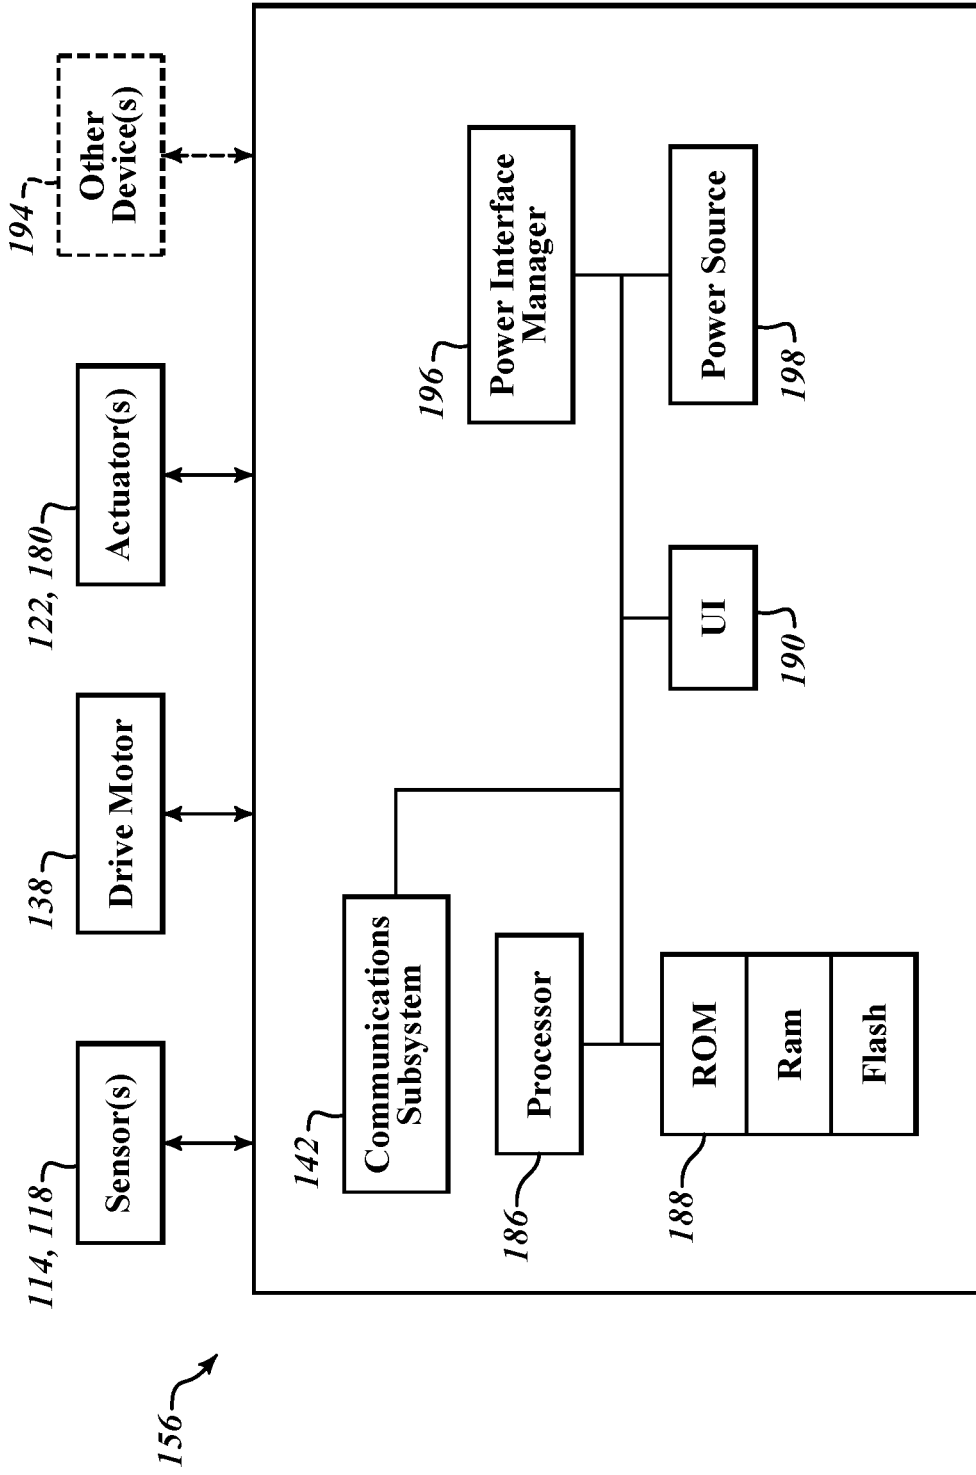 156
114, 118
Sensor(s)
138
Drive Motor
122, 180
Actuator(s)
194
Other
Device(s)
142
Communications
Subsystem
186
Processor
188
ROM
Ram
Flash
190
UI
196
Power Interface
Manager
Power Source
198